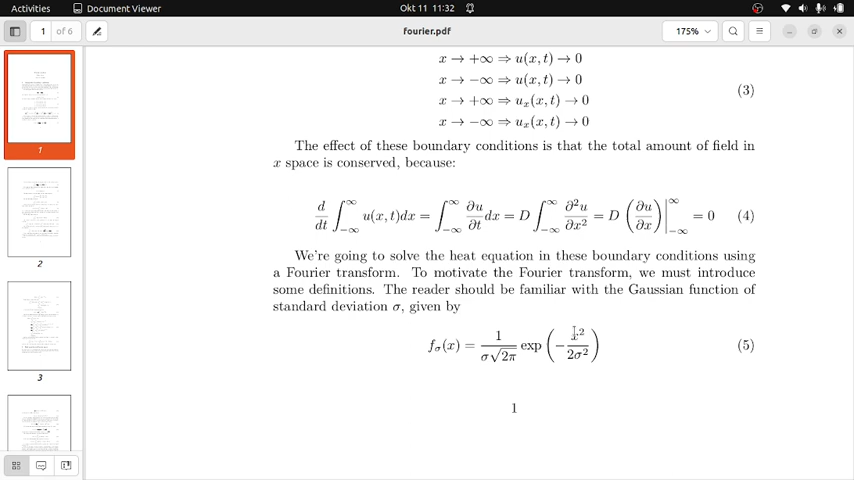 Activities Document Viewer Okt 11 11:32
1 of 6 fourier.pdf 175%
x → +∞ ⇒ u(x, t) → 0
x → −∞ ⇒ u(x, t) → 0
x → +∞ ⇒ uₓ(x, t) → 0
x → −∞ ⇒ uₓ(x, t) → 0
(3)
The effect of these boundary conditions is that the total amount of field in
x space is conserved, because:
d/dt ∫_{−∞}^{∞} u(x, t)dx = ∫_{−∞}^{∞} ∂u/∂t dx = D ∫_{−∞}^{∞} ∂²u/∂x² = D (∂u/∂x)|_{−∞}^{∞} = 0 (4)
We're going to solve the heat equation in these boundary conditions using
a Fourier transform. To motivate the Fourier transform, we must introduce
some definitions. The reader should be familiar with the Gaussian function of
standard deviation σ, given by
f_σ(x) = 1/(σ√2π) exp (−x²/2σ²) (5)
1
1
2
3